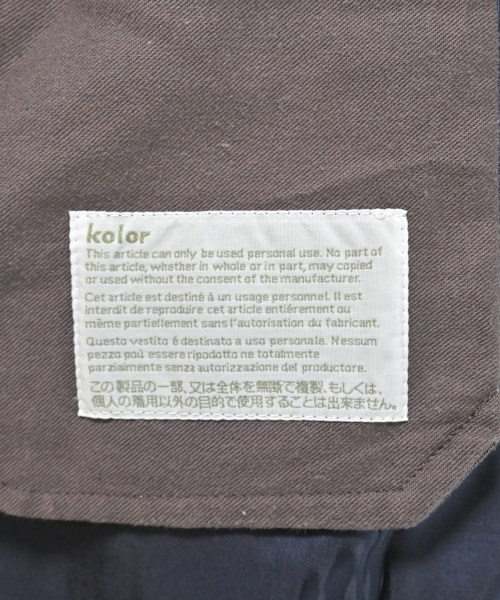 kolor
This article can only be used personal use. No part of
this article, whether in whole or in part, may copied
or used without the consent of the manufacturer.
Cet article est destiné à un usage personnel. Il est
interdit de reproduire cet article entiérement ou
même partiellement sans l'autorisation du fabricant.
Questo vestito é destinato a uso personale. Nessum
pezzo poú essere ripodotto ne totalmente
parziaimente senza autorizzazione del productore.
この製品の一部、又は全体を無断で複製、もしくは、
個人の着用以外の目的で使用することは出来ません。